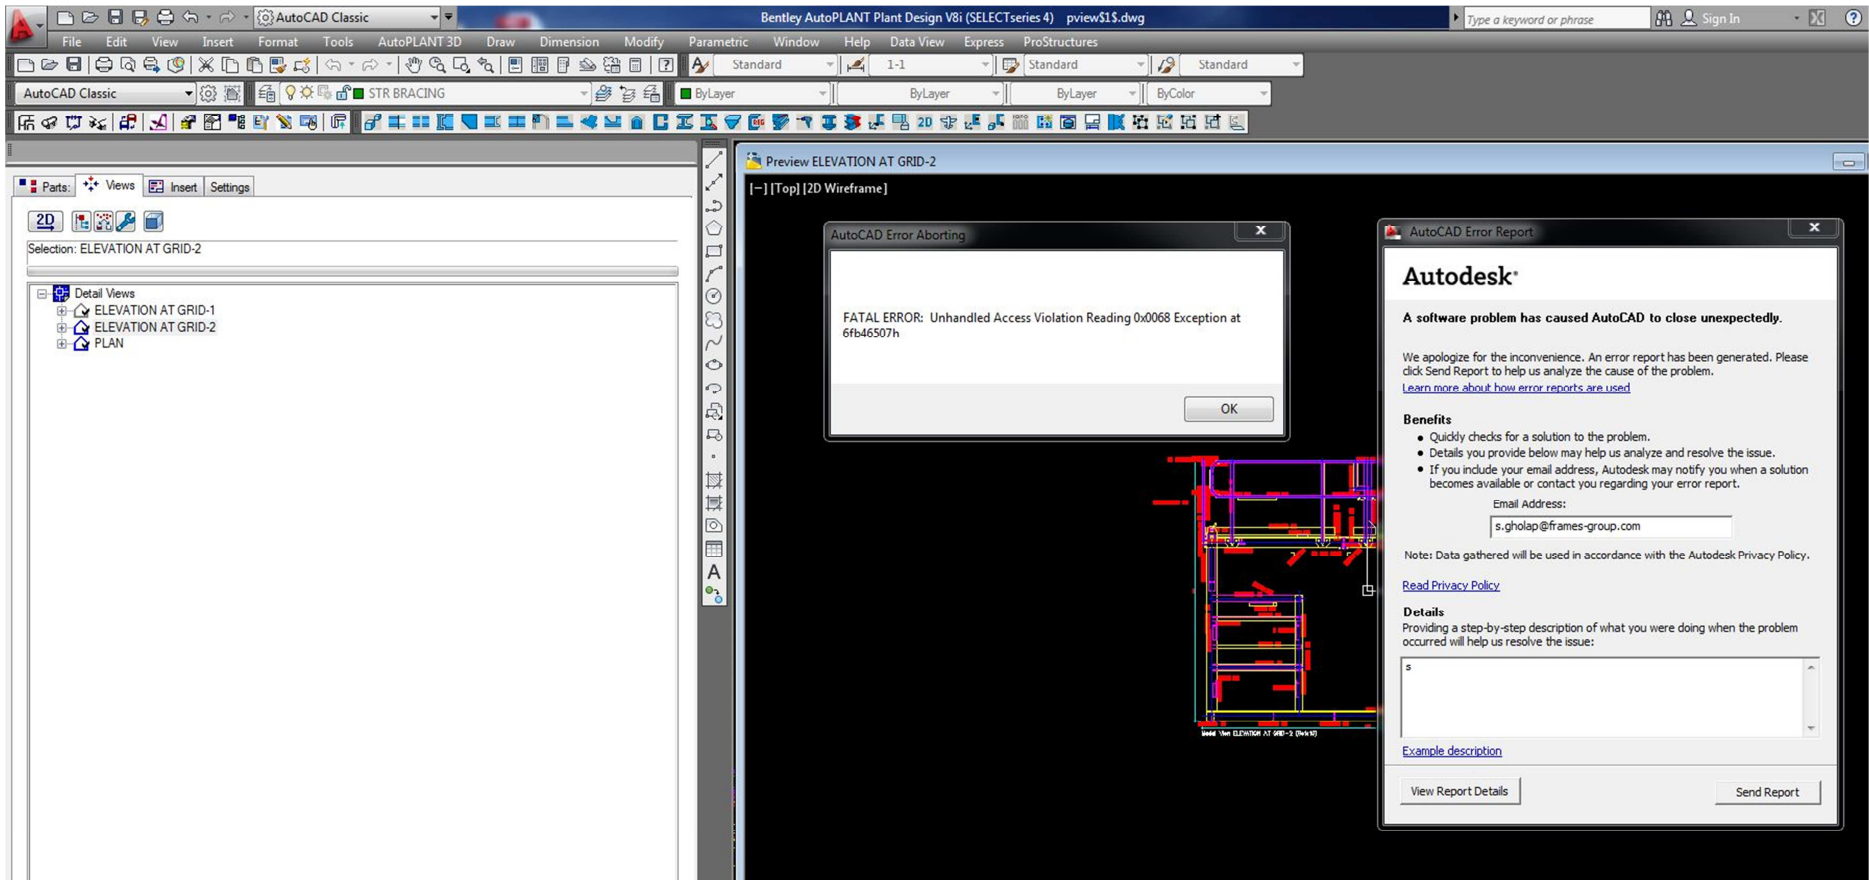 AutoCAD Classic
Bentley AutoPLANT Plant Design V8i (SELECTseries 4) pview$1$.dwg
Type a keyword or phrase
Sign In
File Edit View Insert Format Tools AutoPLANT 3D Draw Dimension Modify Parametric Window Help Data View Express ProStructures
Standard 1-1 Standard Standard
AutoCAD Classic STR BRACING ByLayer ByLayer ByLayer ByColor
2D
Parts: Views Insert Settings
2D
Selection: ELEVATION AT GRID-2
Detail Views
ELEVATION AT GRID-1
ELEVATION AT GRID-2
PLAN
A
Preview ELEVATION AT GRID-2
[−][Top][2D Wireframe]
AutoCAD Error Aborting
x
FATAL ERROR: Unhandled Access Violation Reading 0x0068 Exception at
6fb46507h
OK
Model View ELEVATION AT GRID-2
AutoCAD Error Report
x
Autodesk
A software problem has caused AutoCAD to close unexpectedly.
We apologize for the inconvenience. An error report has been generated. Please
click Send Report to help us analyze the cause of the problem.
Learn more about how error reports are used
Benefits
• Quickly checks for a solution to the problem.
• Details you provide below may help us analyze and resolve the issue.
• If you include your email address, Autodesk may notify you when a solution
becomes available or contact you regarding your error report.
Email Address:
s.gholap@frames-group.com
Note: Data gathered will be used in accordance with the Autodesk Privacy Policy.
Read Privacy Policy
Details
Providing a step-by-step description of what you were doing when the problem
occurred will help us resolve the issue:
s
Example description
View Report Details
Send Report